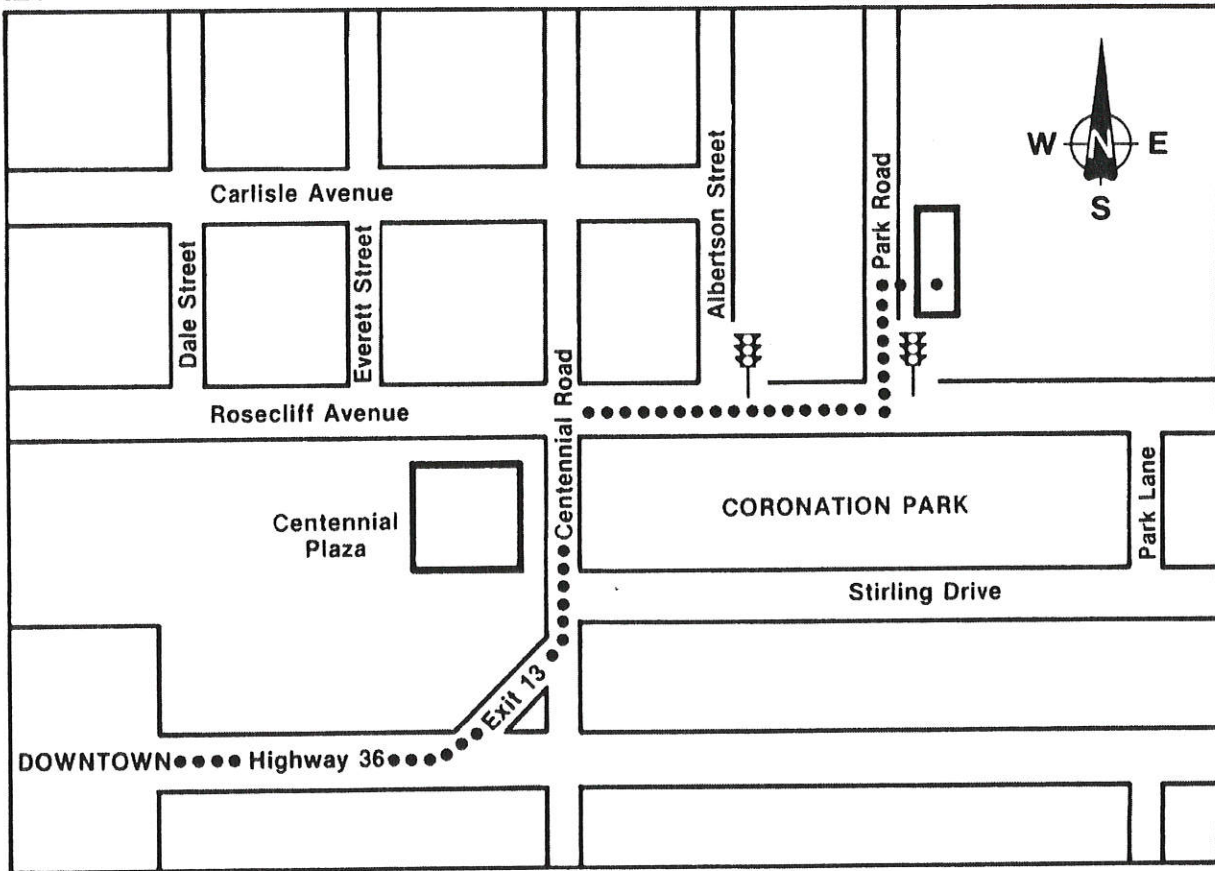 Carlisle Avenue
Dale Street
Everett Street
Albertson Street
Park Road
W N E
S
Rosecliff Avenue
Centennial Road
Centennial
Plaza
CORONATION PARK
Park Lane
Stirling Drive
Exit 13
DOWNTOWN Highway 36